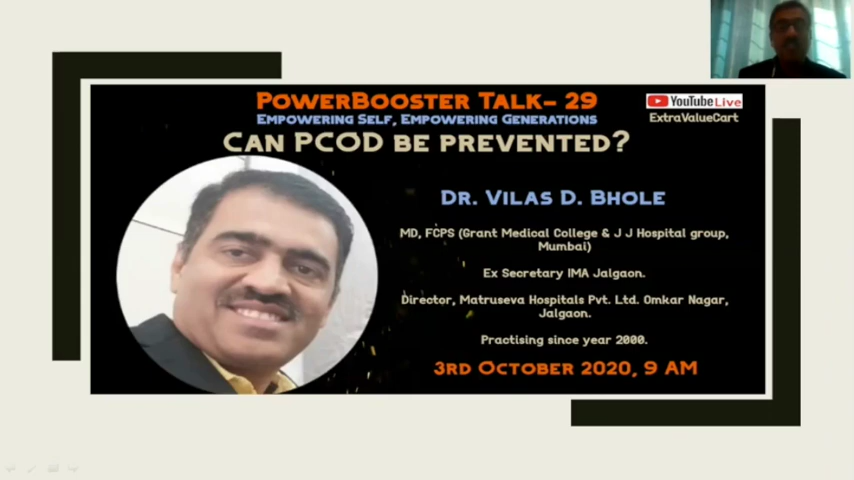 PowerBooster Talk- 29
Empowering Self, Empowering Generations
YouTube Live
ExtraValueCart
Can PCOD be prevented?
Dr. Vilas D. Bhole
MD, FCPS (Grant Medical College & J J Hospital group,
Mumbai)
Ex Secretary IMA Jalgaon.
Director, Matruseva Hospitals Pvt. Ltd. Omkar Nagar,
Jalgaon.
Practising since year 2000.
3rd October 2020, 9 AM